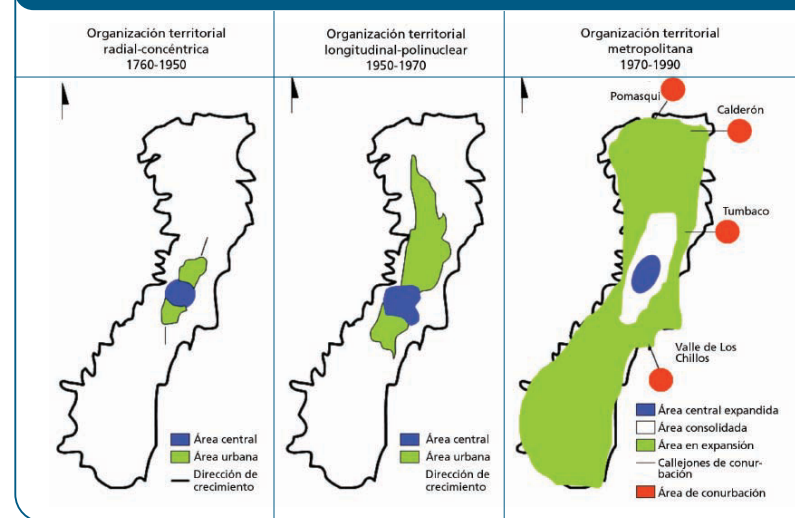 Organización territorial
radial-concéntrica
1760-1950
Organización territorial
longitudinal-polinuclear
1950-1970
Organización territorial
metropolitana
1970-1990
Área central
Área urbana
Dirección de
crecimiento
Área central
Área urbana
Dirección de
crecimiento
Pomasqui
Calderón
Tumbaco
Valle de Los
Chillos
Área central expandida
Área consolidada
Área en expansión
Callejones de conur-
bación
Área de conurbación